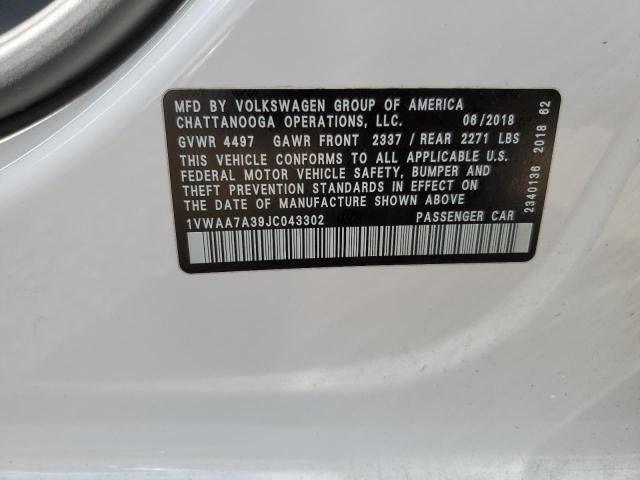 MFD BY VOLKSWAGEN GROUP OF AMERICA
CHATTANOOGA OPERATIONS, LLC. 06/2018
GVWR 4497 GAWR FRONT 2337 / REAR 2271 LBS
THIS VEHICLE CONFORMS TO ALL APPLICABLE U.S.
FEDERAL MOTOR VEHICLE SAFETY, BUMPER AND
THEFT PREVENTION STANDARDS IN EFFECT ON
THE DATE OF MANUFACTURE SHOWN ABOVE
1VWAA7A39JC043302 PASSENGER CAR
2340136 2018 62